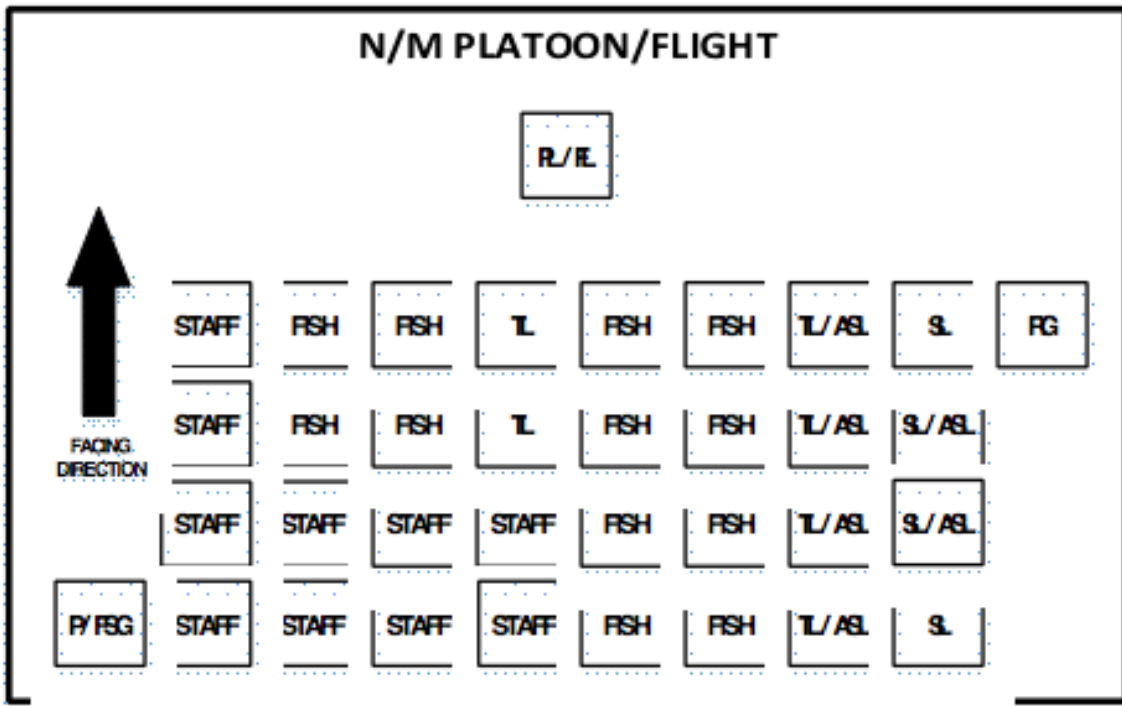 N/M PLATOON/FLIGHT
PL/FL
STAFF FISH FISH TL FISH FISH TL/ASL SL RG
STAFF FISH FISH TL FISH FISH TL/ASL SL/ASL
FACING
DIRECTION
STAFF STAFF STAFF STAFF FISH FISH TL/ASL SL/ASL
P/FSG STAFF STAFF STAFF STAFF FISH FISH TL/ASL SL